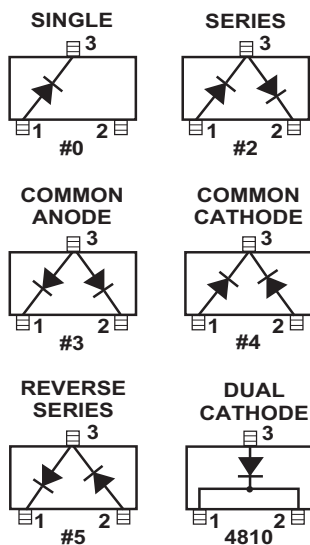 SINGLE
3
1 2
#0
SERIES
3
1 2
#2
COMMON
ANODE
3
1 2
#3
COMMON
CATHODE
3
1 2
#4
REVERSE
SERIES
3
1 2
#5
DUAL
CATHODE
3
1 2
4810